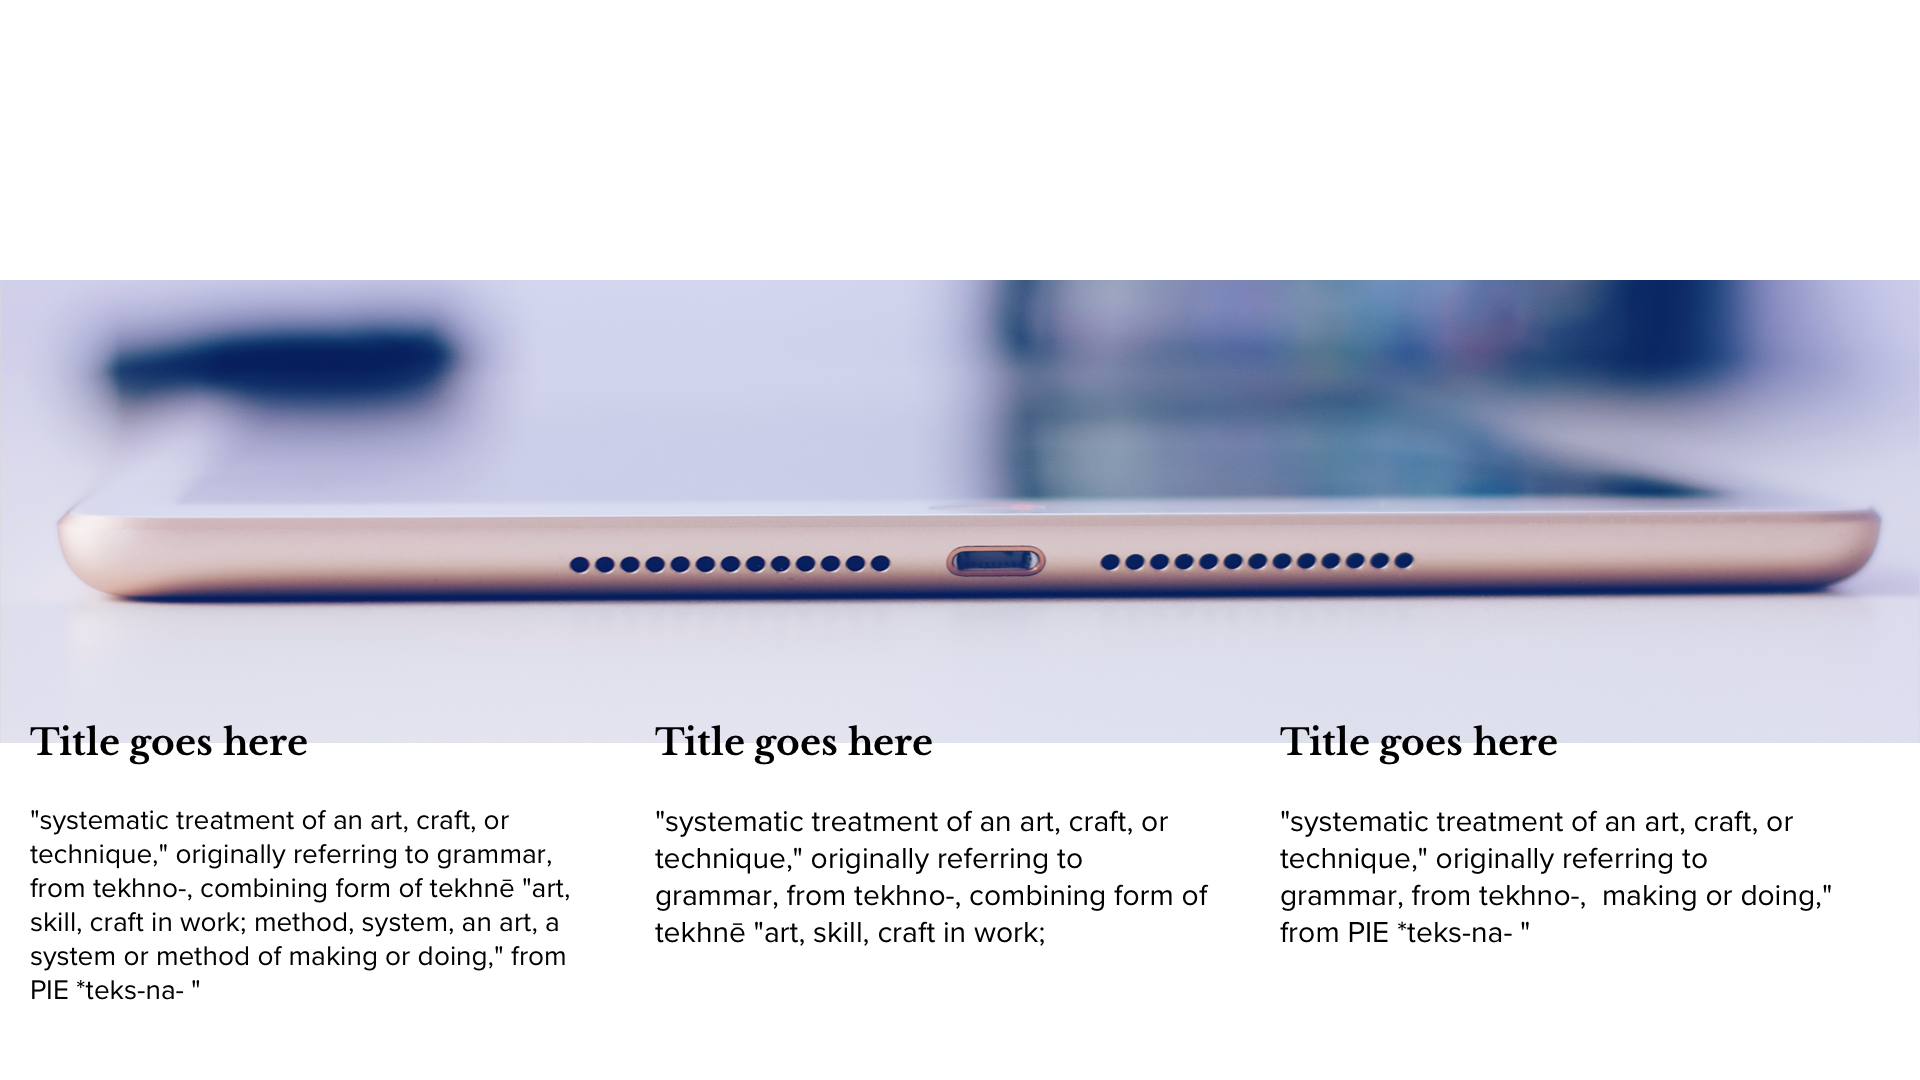 Title goes here
"systematic treatment of an art, craft, or
technique," originally referring to grammar,
from tekhno-, combining form of tekhnē "art,
skill, craft in work; method, system, an art, a
system or method of making or doing," from
PIE *teks-na- "
Title goes here
"systematic treatment of an art, craft, or
technique," originally referring to
grammar, from tekhno-, combining form of
tekhnē "art, skill, craft in work;
Title goes here
"systematic treatment of an art, craft, or
technique," originally referring to
grammar, from tekhno-,  making or doing,"
from PIE *teks-na- "